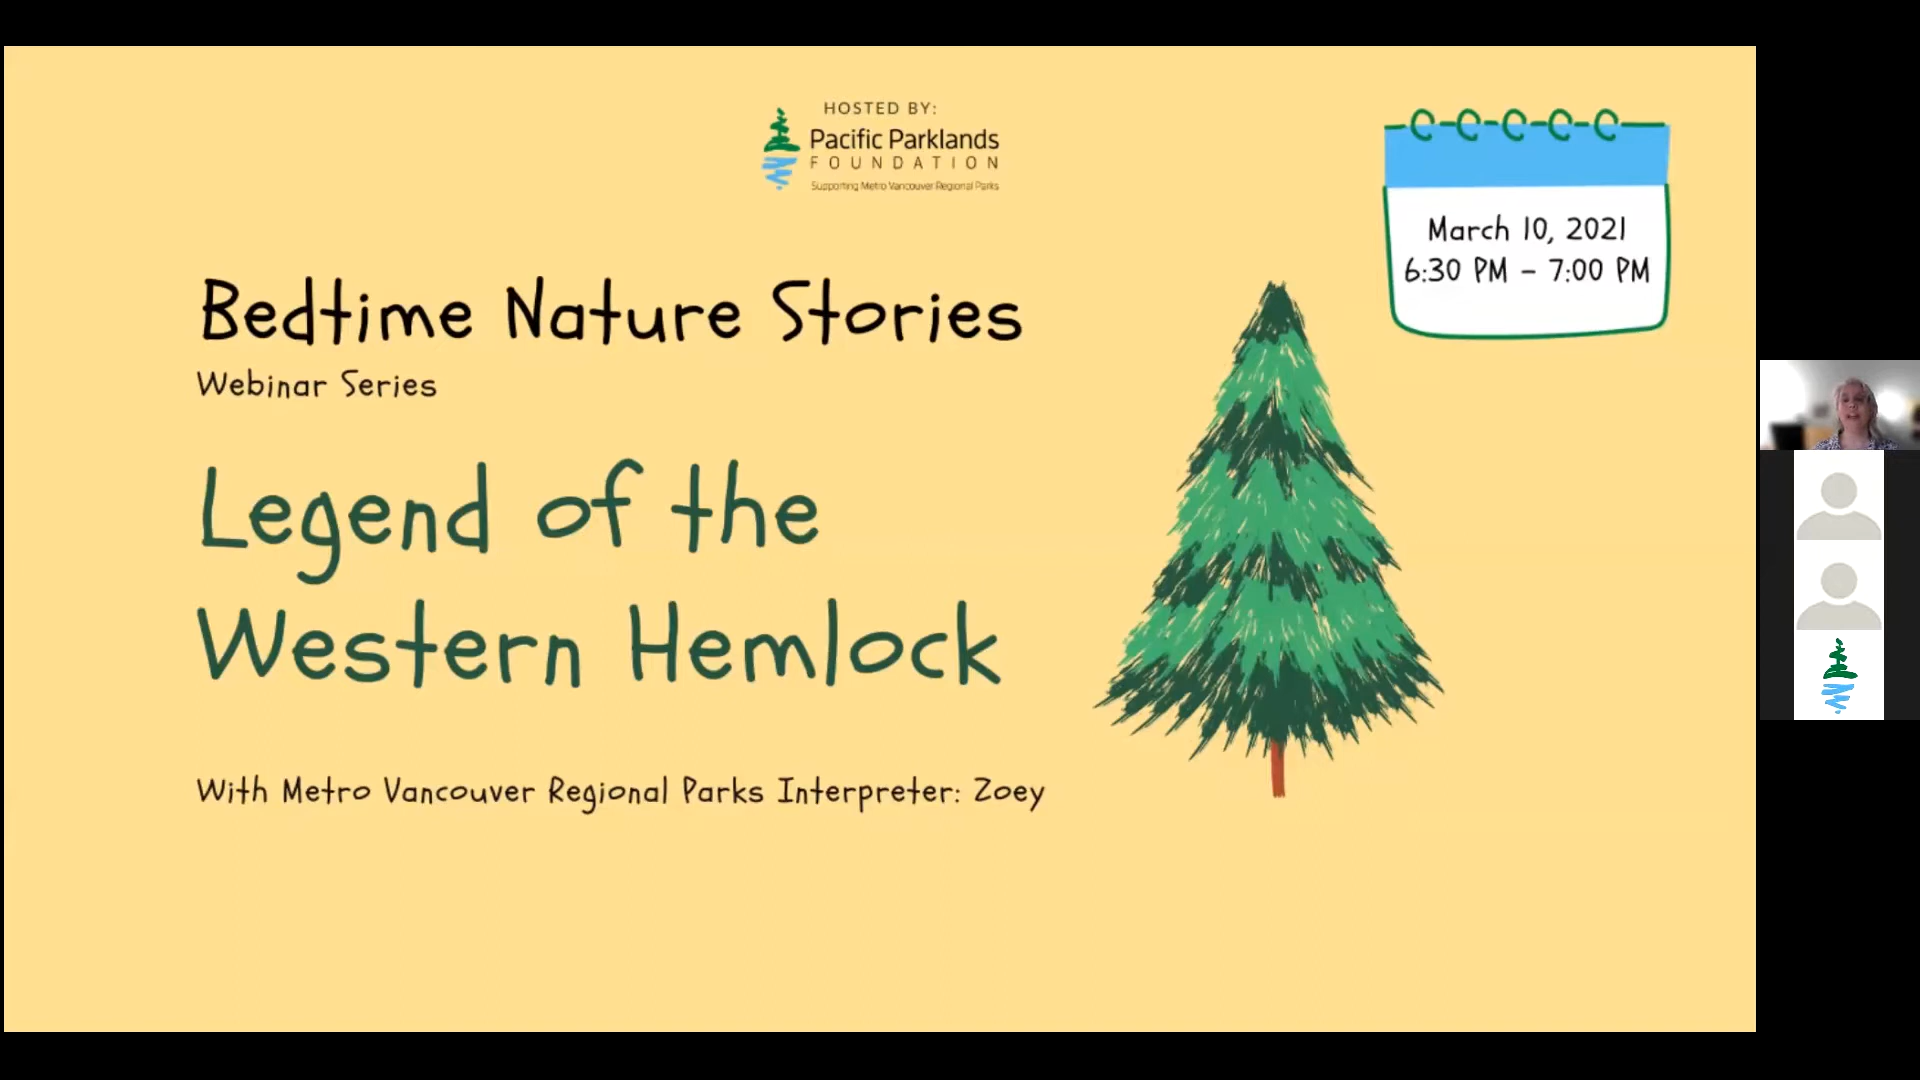 HOSTED BY:
Pacific Parklands
FOUNDATION
Supporting Metro Vancouver Regional Parks
March 10, 2021
6:30 PM – 7:00 PM
Bedtime Nature Stories
Webinar Series
Legend of the
Western Hemlock
With Metro Vancouver Regional Parks Interpreter: Zoey